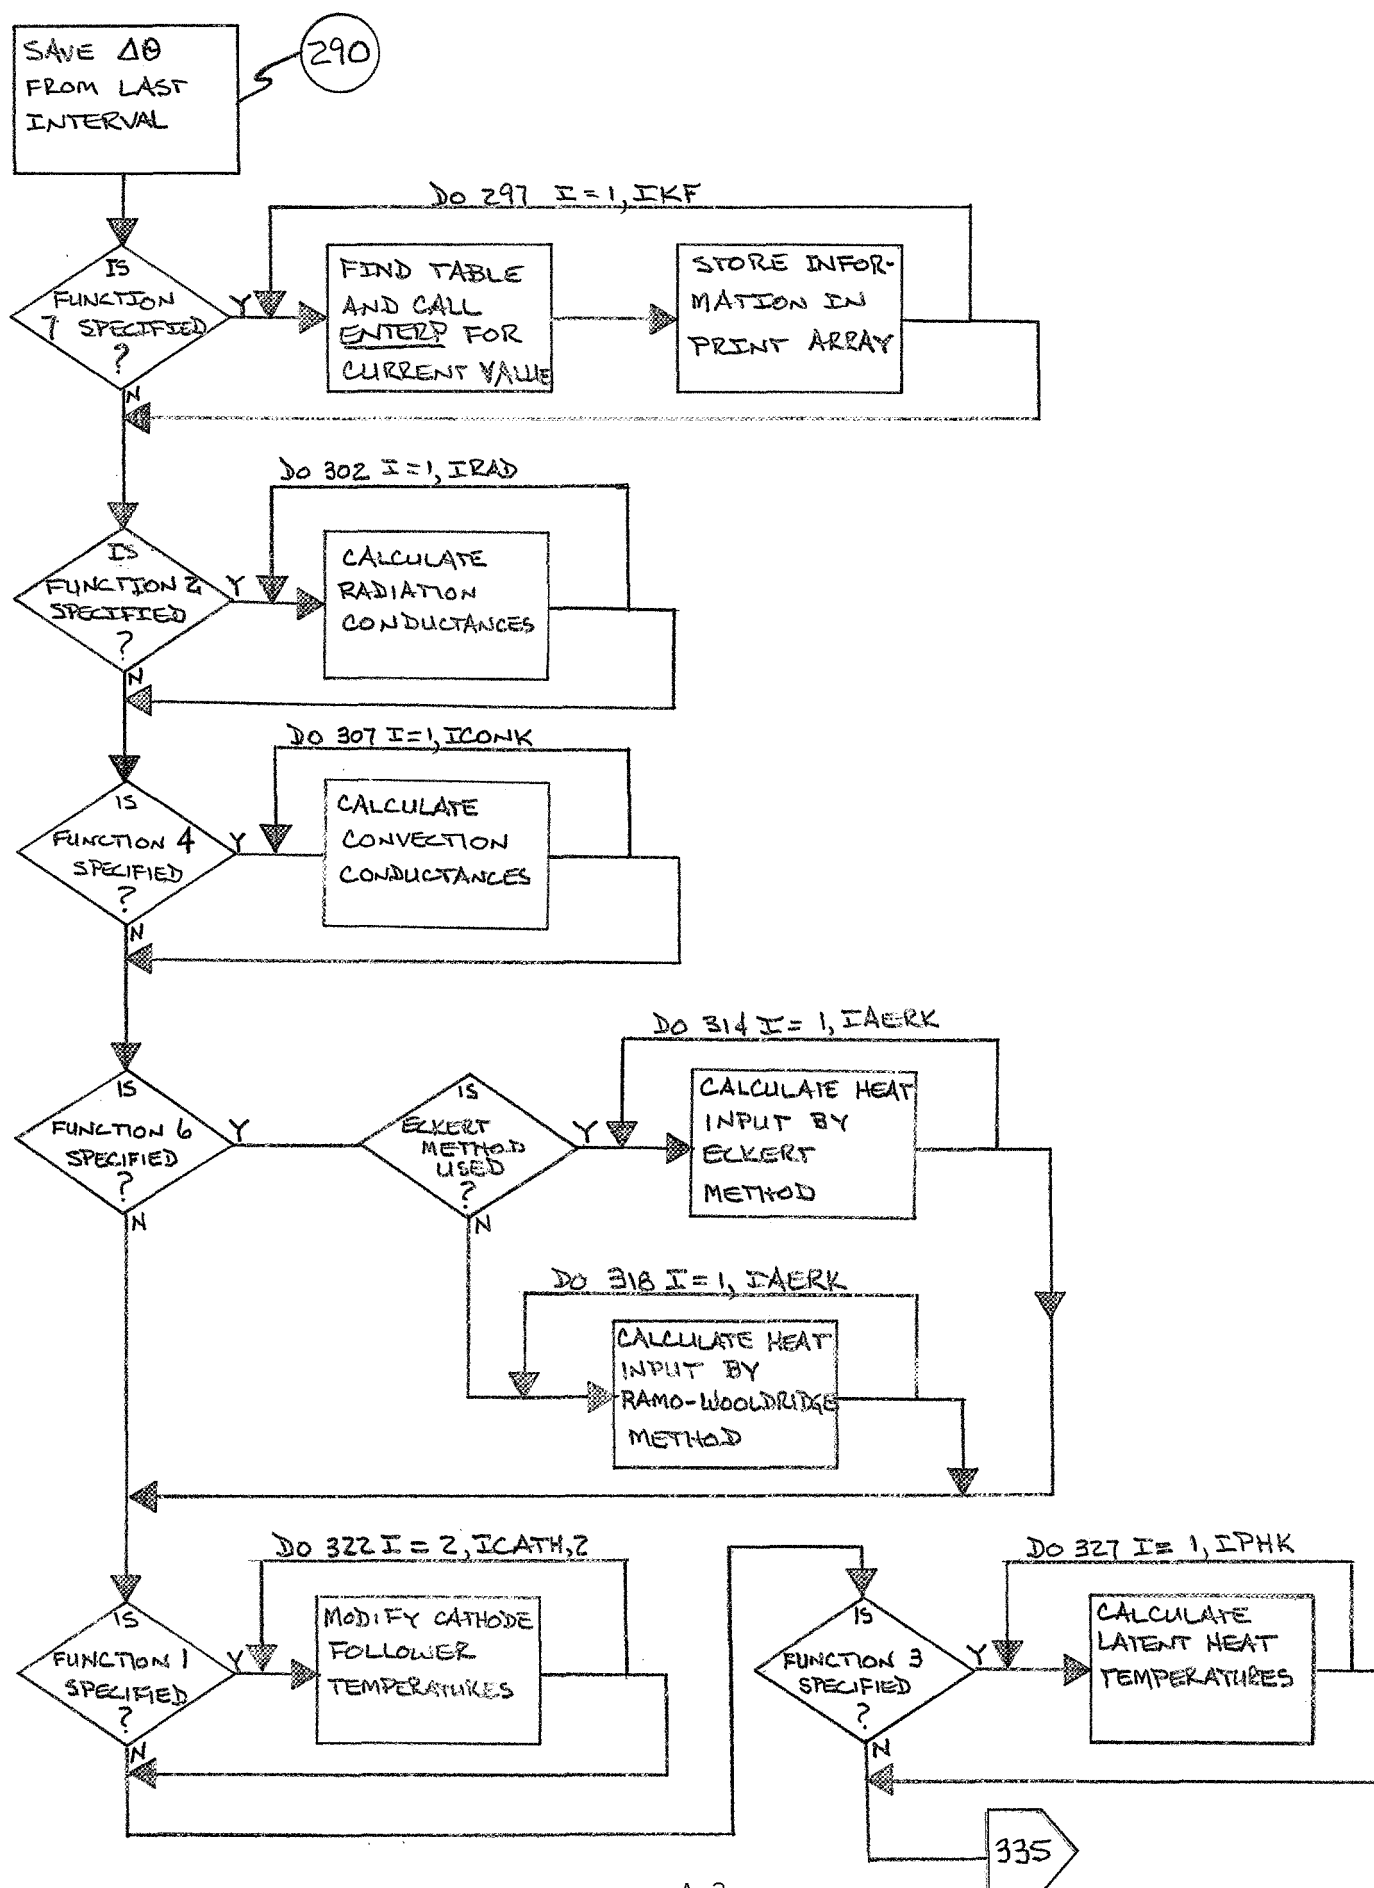 SAVE ΔΘ
FROM LAST
INTERVAL
290
DO 297 I = 1, IKF
IS
FUNCTION
7 SPECIFIED
?
Y
N
FIND TABLE
AND CALL
ENTERP FOR
CURRENT VALUE
STORE INFOR-
MATION IN
PRINT ARRAY
DO 302 I = 1, IRAD
IS
FUNCTION 2
SPECIFIED
?
Y
N
CALCULATE
RADIATION
CONDUCTANCES
DO 307 I = 1, ICONK
IS
FUNCTION 4
SPECIFIED
?
Y
N
CALCULATE
CONVECTION
CONDUCTANCES
IS
FUNCTION 6
SPECIFIED
?
Y
N
IS
ECKERT
METHOD
USED
?
Y
N
DO 314 I = 1, IAERK
CALCULATE HEAT
INPUT BY
ECKERT
METHOD
DO 318 I = 1, IAERK
CALCULATE HEAT
INPUT BY
RAMO-WOOLDRIDGE
METHOD
DO 322 I = 2, ICATH, 2
IS
FUNCTION 1
SPECIFIED
?
Y
N
MODIFY CATHODE
FOLLOWER
TEMPERATURES
DO 327 I = 1, IPHK
IS
FUNCTION 3
SPECIFIED
?
Y
N
CALCULATE
LATENT HEAT
TEMPERATURES
335